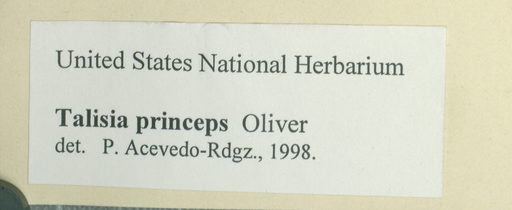 United States National Herbarium
Talisia princeps Oliver
det. P. Acevedo-Rdgz., 1998.